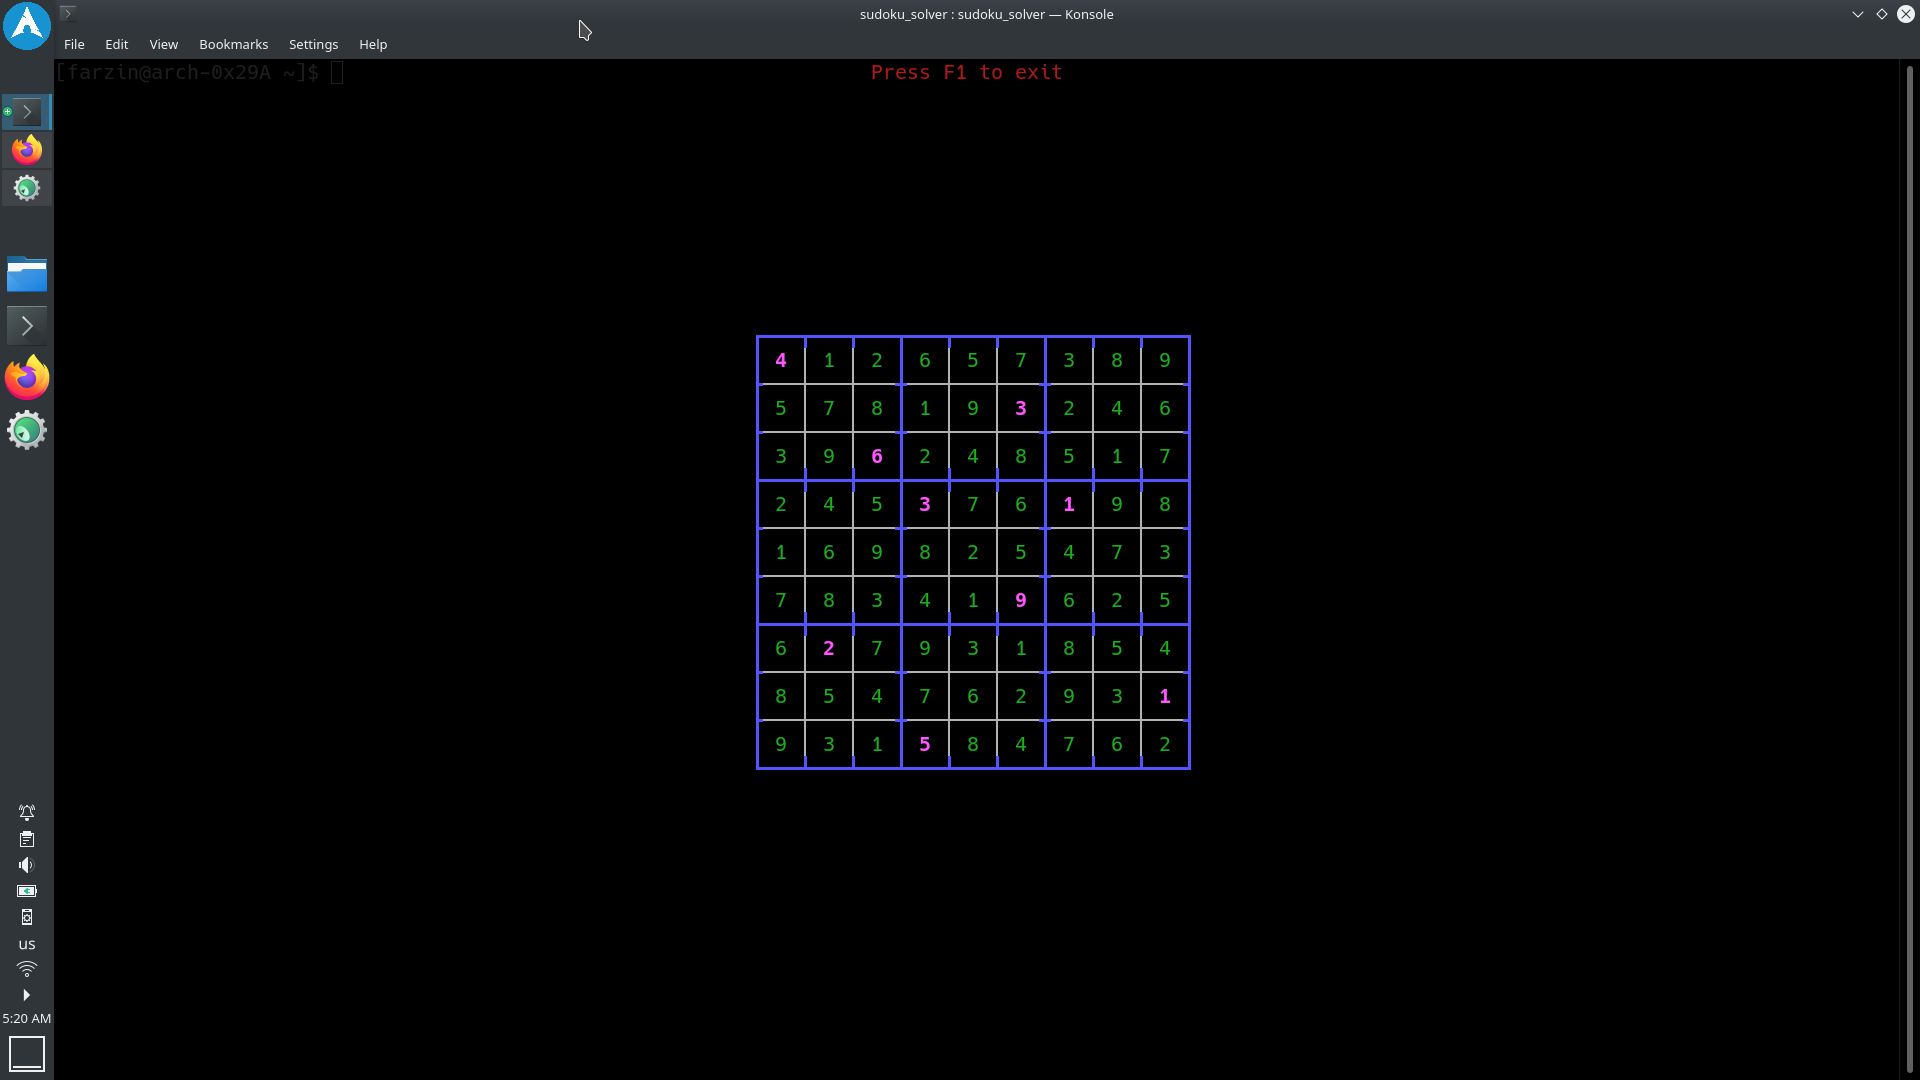 sudoku_solver : sudoku_solver — Konsole
File Edit View Bookmarks Settings Help
[farzin@arch-0x29A ~]$ Press F1 to exit
4 1 2 6 5 7 3 8 9
5 7 8 1 9 3 2 4 6
3 9 6 2 4 8 5 1 7
2 4 5 3 7 6 1 9 8
1 6 9 8 2 5 4 7 3
7 8 3 4 1 9 6 2 5
6 2 7 9 3 1 8 5 4
8 5 4 7 6 2 9 3 1
9 3 1 5 8 4 7 6 2
us
5:20 AM